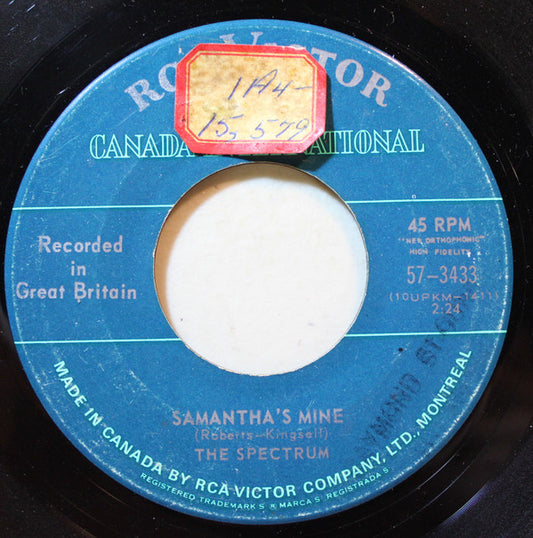 RCA VICTOR
1A4-
15,579
CANADA INTERNATIONAL
Recorded
in
Great Britain
45 RPM
"NEW ORTHOPHONIC"
HIGH FIDELITY
57-3433
(10UPKM-1411)
2:24
SAMANTHA'S MINE
(Roberts-Kingself)
THE SPECTRUM
MADE IN CANADA BY RCA VICTOR COMPANY, LTD., MONTREAL
REGISTERED TRADEMARKS ® MARCAS REGISTRADAS